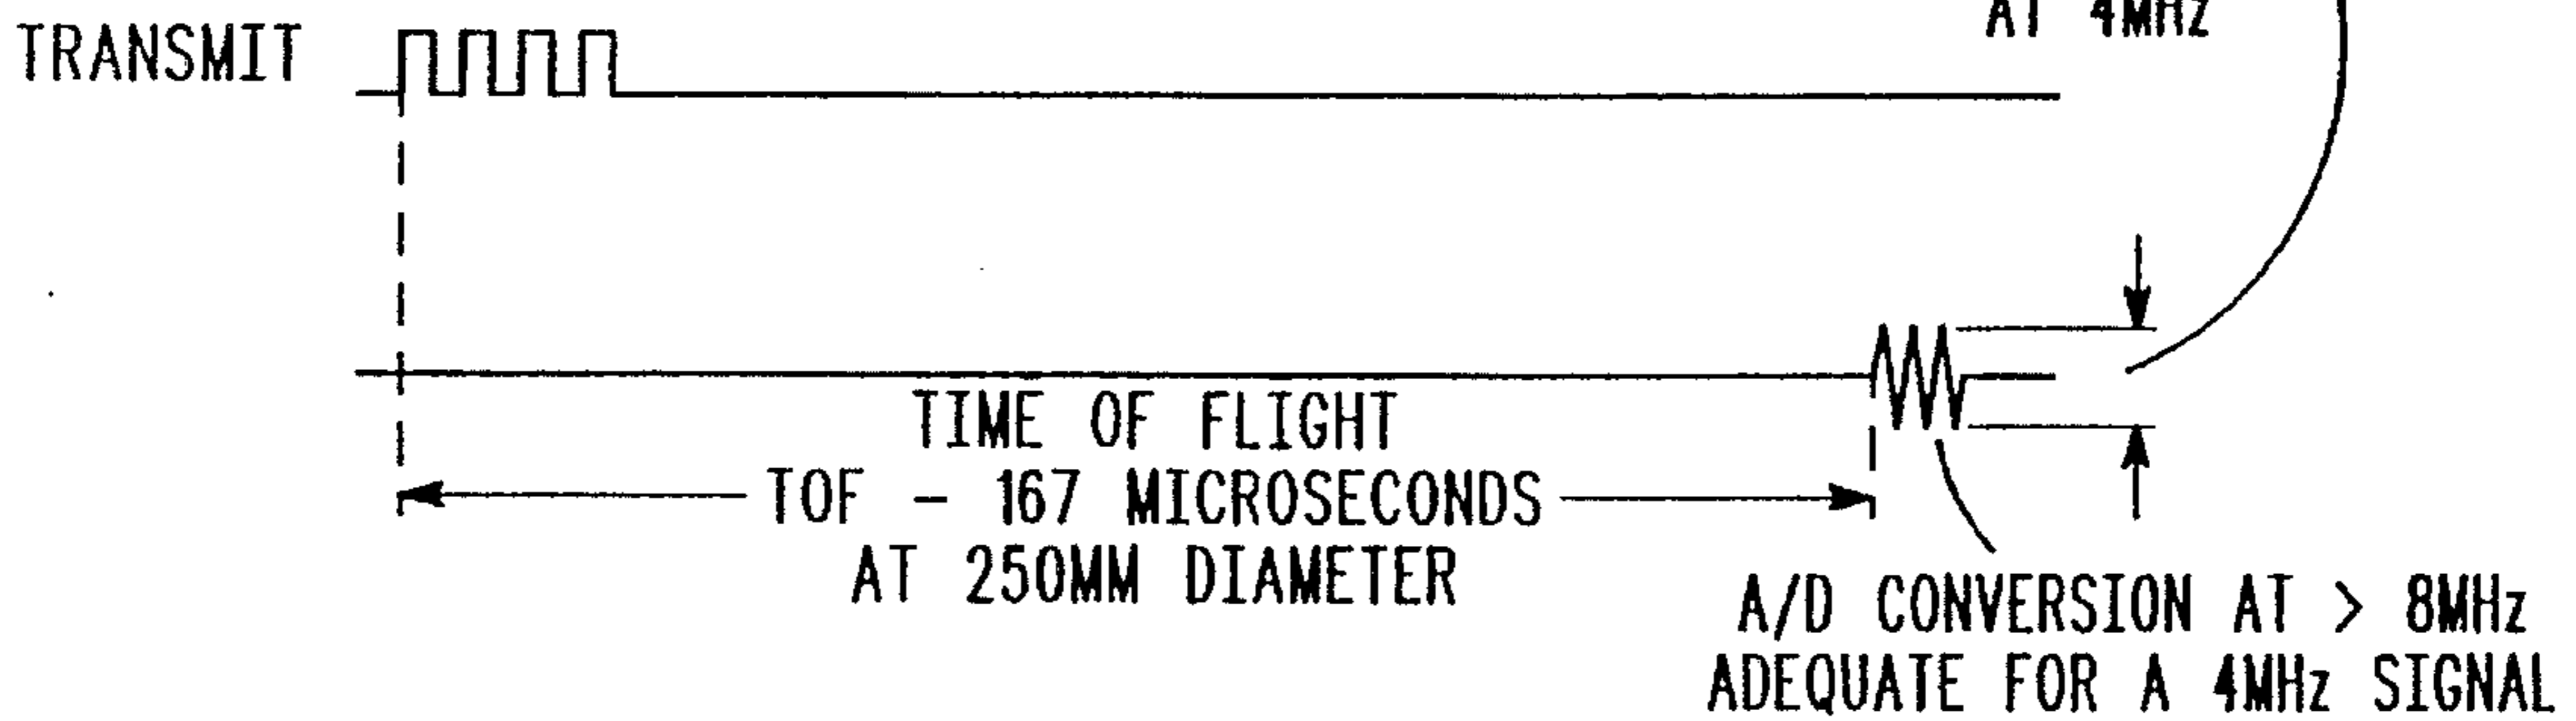 AT 4MHz
TRANSMIT
TIME OF FLIGHT
TOF - 167 MICROSECONDS
AT 250MM DIAMETER
A/D CONVERSION AT > 8MHz
ADEQUATE FOR A 4MHz SIGNAL